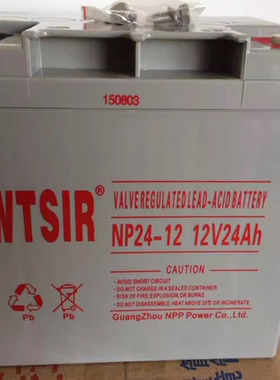 150803
NTSIR®
VALVE REGULATED LEAD-ACID BATTERY
NP24-12 12V24Ah
CAUTION
AVOID SHORT CIRCUIT
DO NOT CHARGE IN A GAS TIGHT CONTAINER
RISK OF FIRE, EXPLOSION, OR BURNS.
DO NOT DISASSEMBLE, HEAT ABOVE 50°C OR INCINERATE
GuangZhou NPP Power Co., Ltd.
Pb
Pb